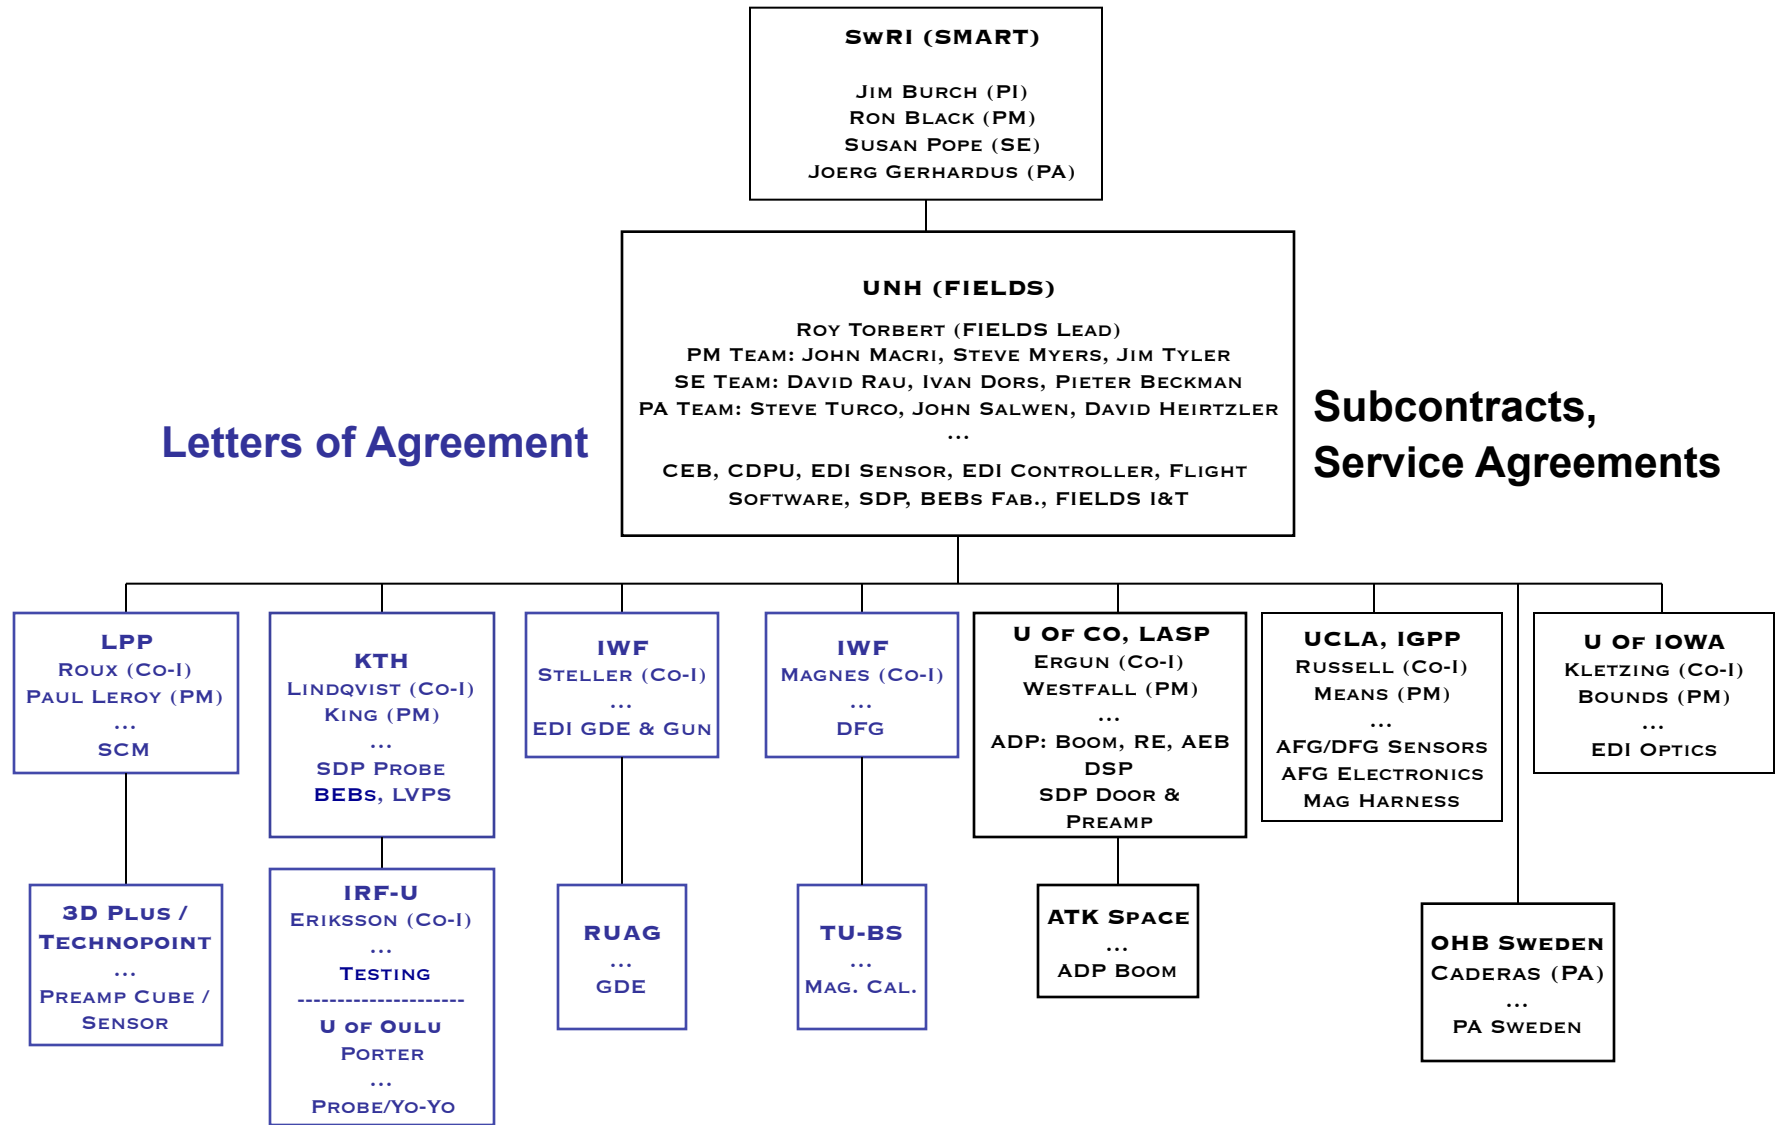 SwRI (SMART)
Jim Burch (PI)
Ron Black (PM)
Susan Pope (SE)
Joerg Gerhardus (PA)
UNH (FIELDS)
Roy Torbert (FIELDS Lead)
PM Team: John Macri, Steve Myers, Jim Tyler
SE Team: David Rau, Ivan Dors, Pieter Beckman
PA Team: Steve Turco, John Salwen, David Heirtzler
...
CEB, CDPU, EDI Sensor, EDI Controller, Flight
Software, SDP, BEBs Fab., FIELDS I&T
Letters of Agreement
Subcontracts,
Service Agreements
LPP
Roux (Co-I)
Paul Leroy (PM)
...
SCM
KTH
Lindqvist (Co-I)
King (PM)
...
SDP Probe
BEBs, LVPS
IWF
Steller (Co-I)
...
EDI GDE & Gun
IWF
Magnes (Co-I)
...
DFG
U Of CO, LASP
Ergun (Co-I)
Westfall (PM)
...
ADP: Boom, RE, AEB
DSP
SDP Door &
Preamp
UCLA, IGPP
Russell (Co-I)
Means (PM)
...
AFG/DFG Sensors
AFG Electronics
Mag Harness
U Of IOWA
Kletzing (Co-I)
Bounds (PM)
...
EDI Optics
3D Plus /
Technopoint
...
Preamp Cube /
Sensor
IRF-U
Eriksson (Co-I)
...
Testing
---------------------
U of Oulu
Porter
...
Probe/Yo-Yo
RUAG
...
GDE
TU-BS
...
Mag. Cal.
ATK Space
...
ADP Boom
OHB Sweden
Caderas (PA)
...
PA Sweden